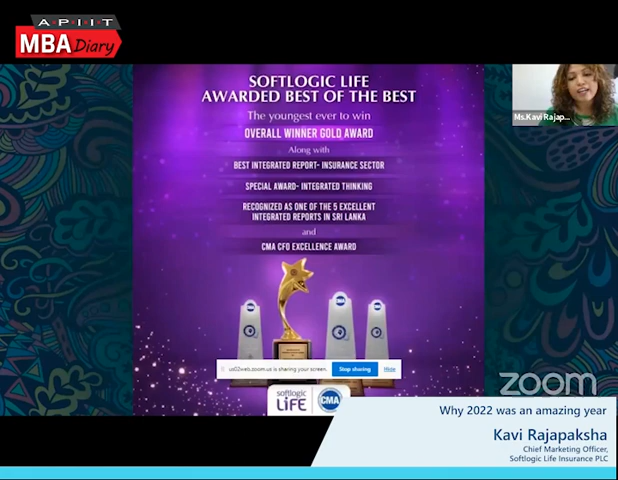 APIIT
MBA Diary
SOFTLOGIC LIFE
AWARDED BEST OF THE BEST
The youngest ever to win
OVERALL WINNER GOLD AWARD
Along with
BEST INTEGRATED REPORT- INSURANCE SECTOR
SPECIAL AWARD- INTEGRATED THINKING
RECOGNIZED AS ONE OF THE 5 EXCELLENT
INTEGRATED REPORTS IN SRI LANKA
and
CMA CFO EXCELLENCE AWARD
Ms.Kavi Rajap...
CMA
CMA
CMA
us02web.zoom.us is sharing your screen.
Stop sharing
Hide
softlogic
LIFE
CMA
zoom
Why 2022 was an amazing year
Kavi Rajapaksha
Chief Marketing Officer,
Softlogic Life Insurance PLC